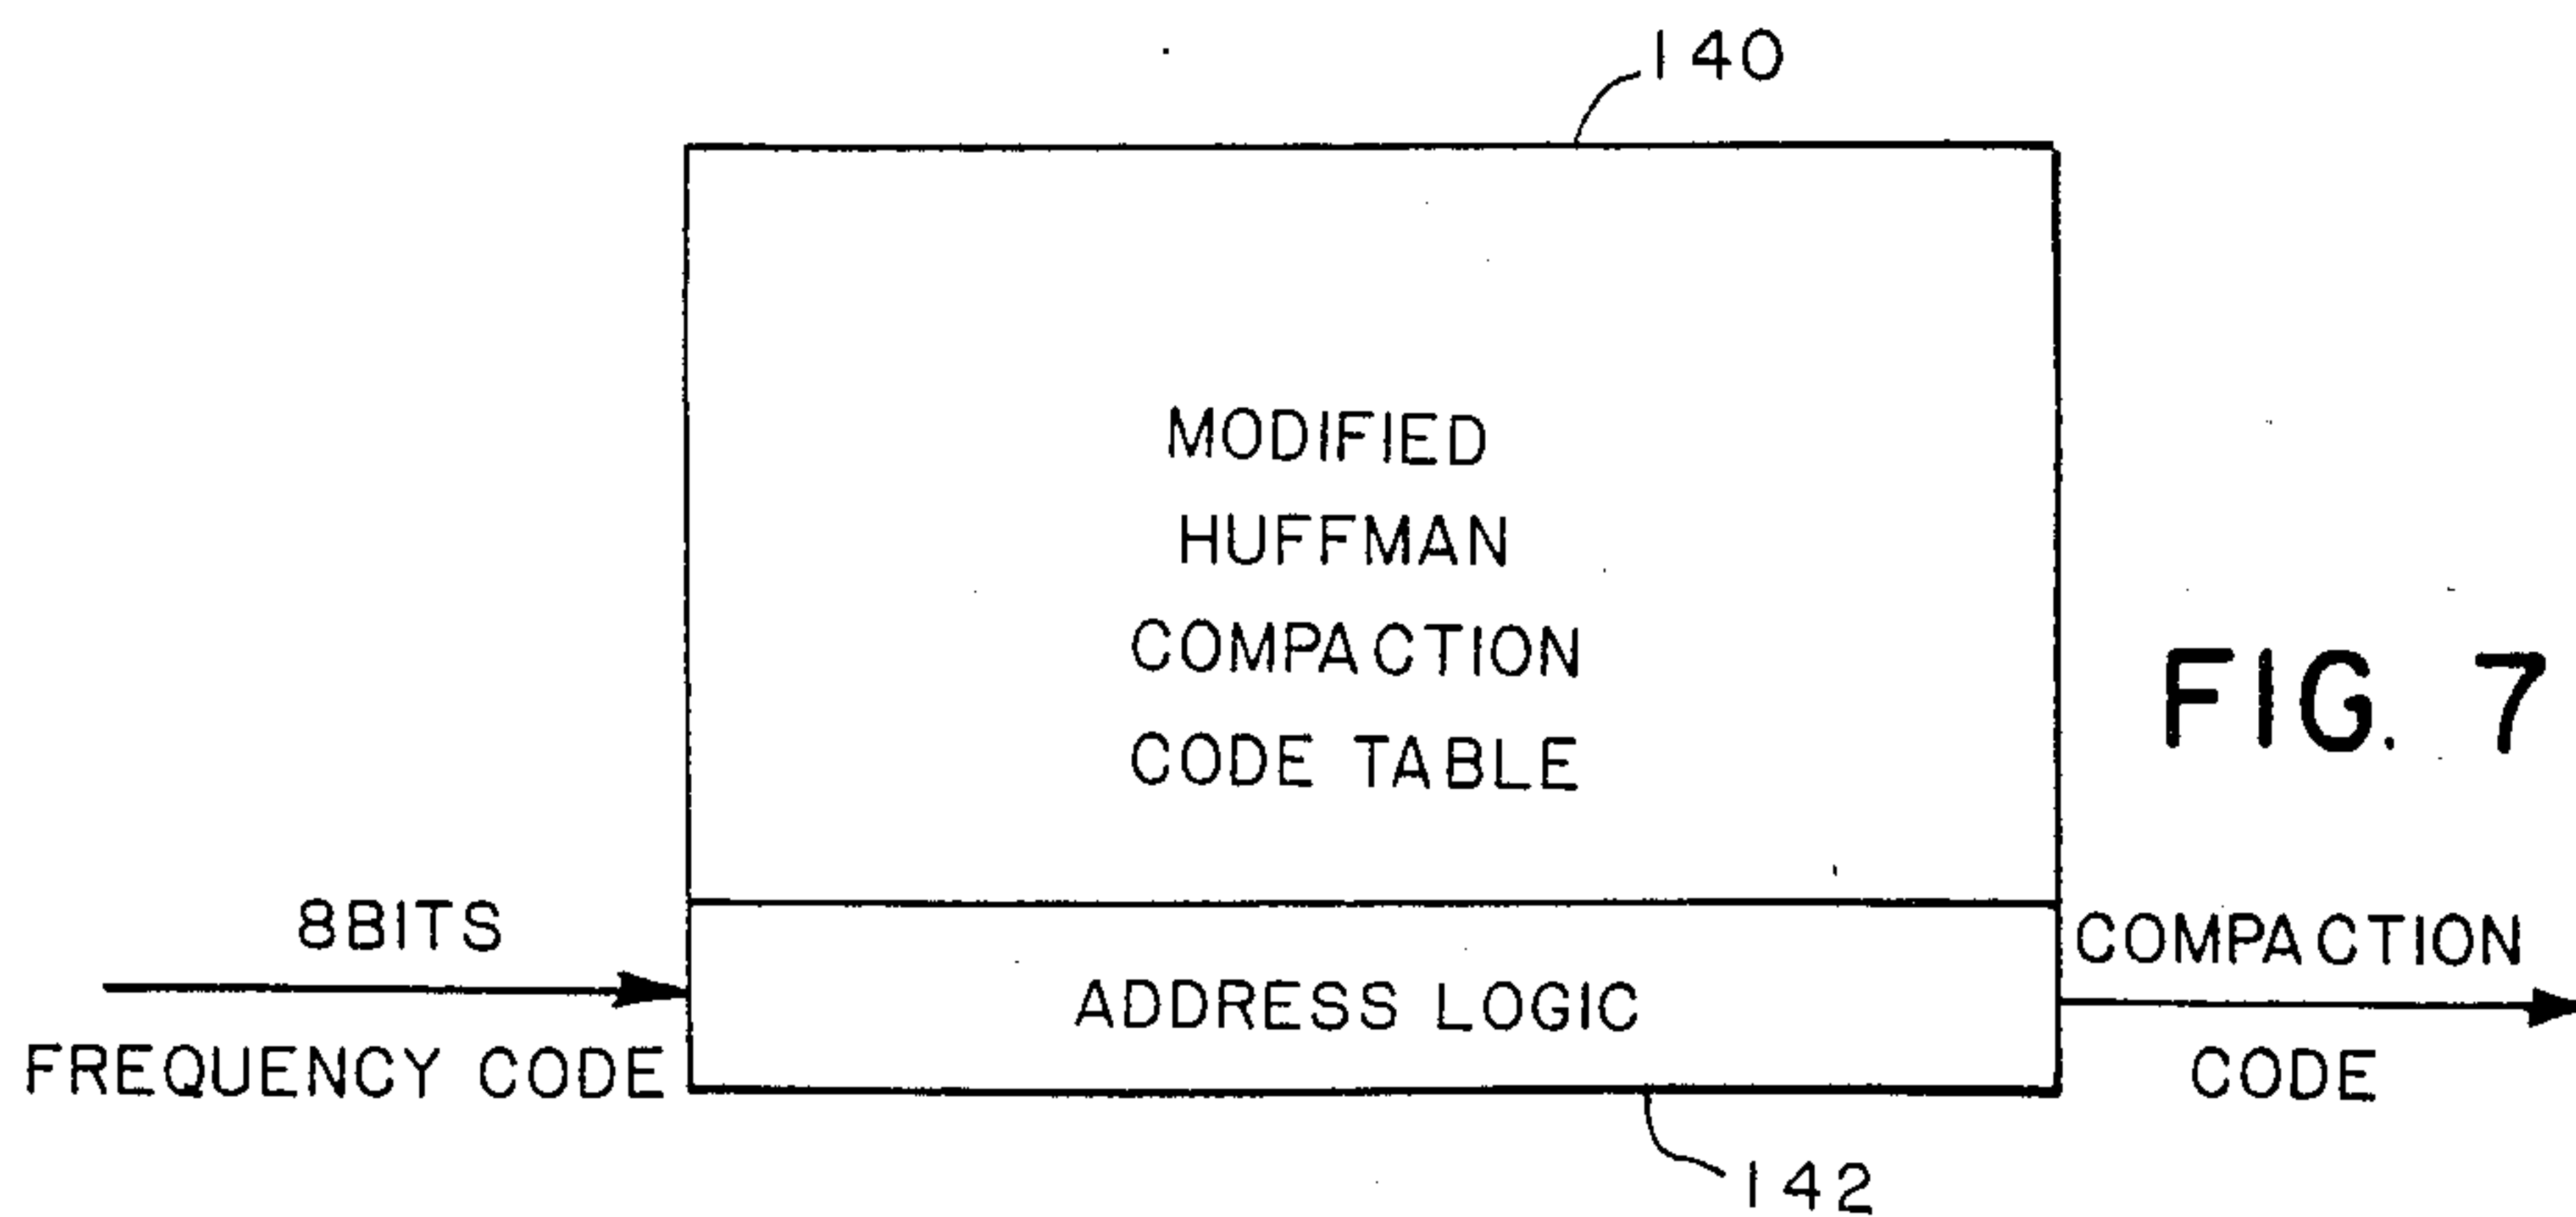 140
MODIFIED
HUFFMAN
COMPACTION
CODE TABLE
FIG. 7
8BITS
FREQUENCY CODE
ADDRESS LOGIC
COMPACTION
CODE
142